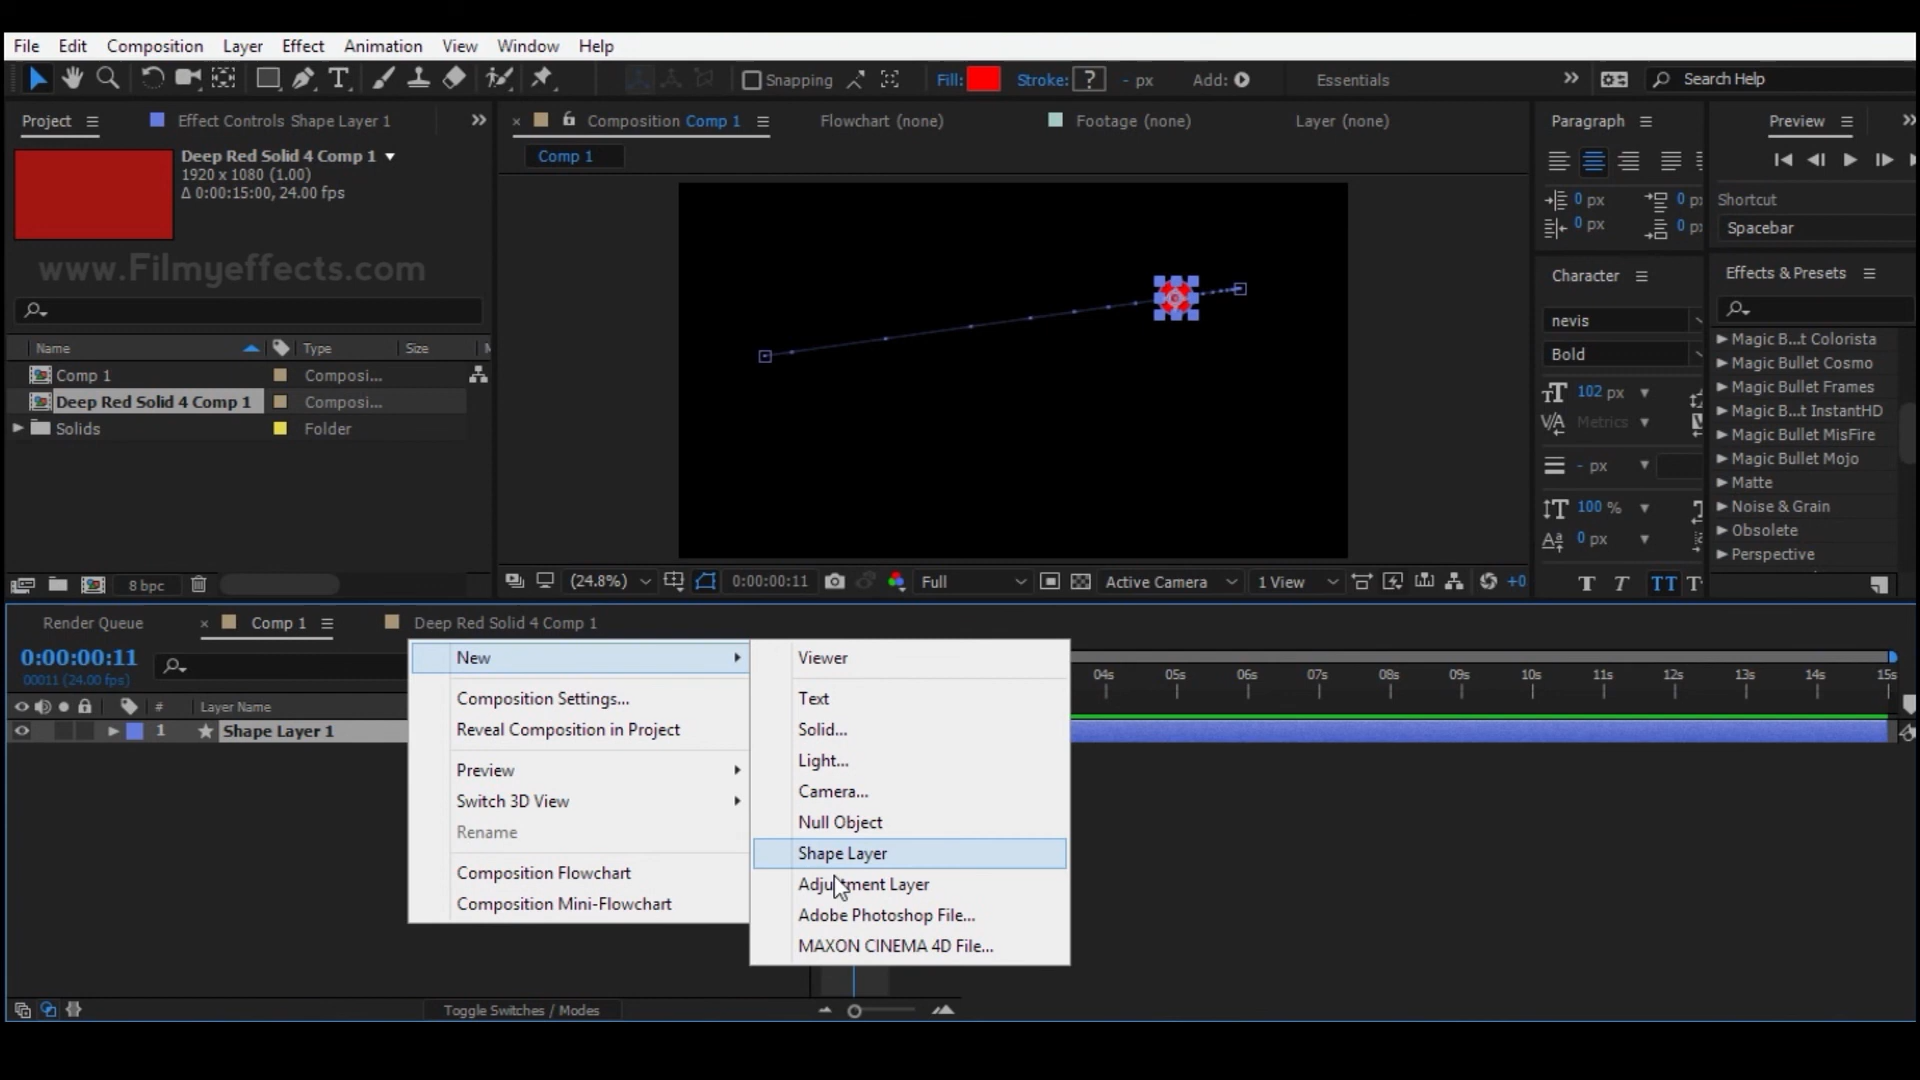 File Edit Composition Layer Effect Animation View Window Help
Snapping Fill: Stroke: ? - px Add: Essentials Search Help
Project Effect Controls Shape Layer 1
Composition Comp 1 Flowchart (none) Footage (none) Layer (none)
Paragraph Preview
Deep Red Solid 4 Comp 1
1920 x 1080 (1.00)
Δ 0:00:15:00, 24.00 fps
Comp 1
www.Filmyeffects.com
Name Type Size
Comp 1 Composi...
Deep Red Solid 4 Comp 1 Composi...
Solids Folder
8 bpc
(24.8%) 0:00:00:11 Full Active Camera 1 View +0
0 px 0 px
0 px 0 px
Character
nevis
Bold
102 px
Metrics
- px
100 %
0 px
T T TT
Shortcut
Spacebar
Effects & Presets
Magic B...t Colorista
Magic Bullet Cosmo
Magic Bullet Frames
Magic B...t InstantHD
Magic Bullet MisFire
Magic Bullet Mojo
Matte
Noise & Grain
Obsolete
Perspective
Render Queue Comp 1 Deep Red Solid 4 Comp 1
0:00:00:11
00011 (24.00 fps)
# Layer Name
1 Shape Layer 1
New
Composition Settings...
Reveal Composition in Project
Preview
Switch 3D View
Rename
Composition Flowchart
Composition Mini-Flowchart
Viewer
Text
Solid...
Light...
Camera...
Null Object
Shape Layer
Adjustment Layer
Adobe Photoshop File...
MAXON CINEMA 4D File...
04s 05s 06s 07s 08s 09s 10s 11s 12s 13s 14s 15s
Toggle Switches / Modes